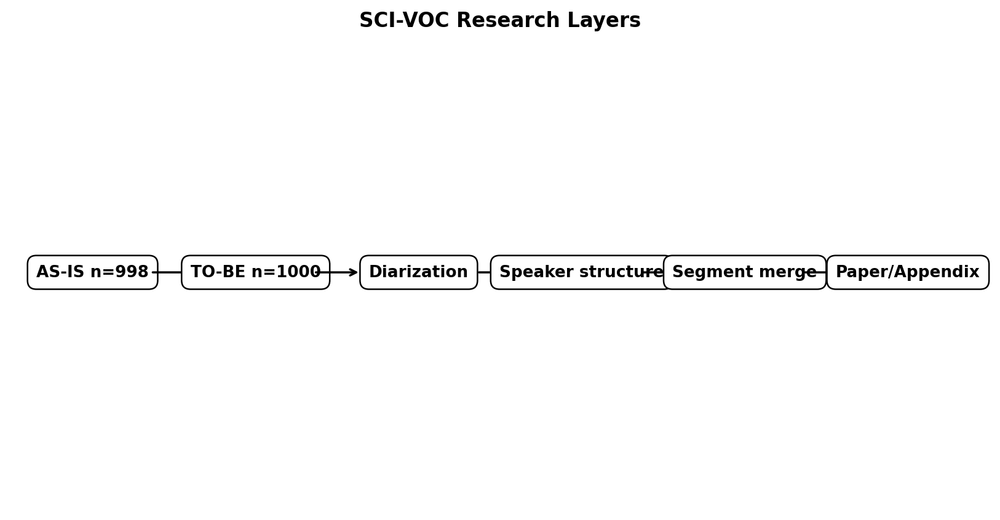 SCI-VOC Research Layers
AS-IS n=998
TO-BE n=1000
Diarization
Speaker structure
Segment merge
Paper/Appendix